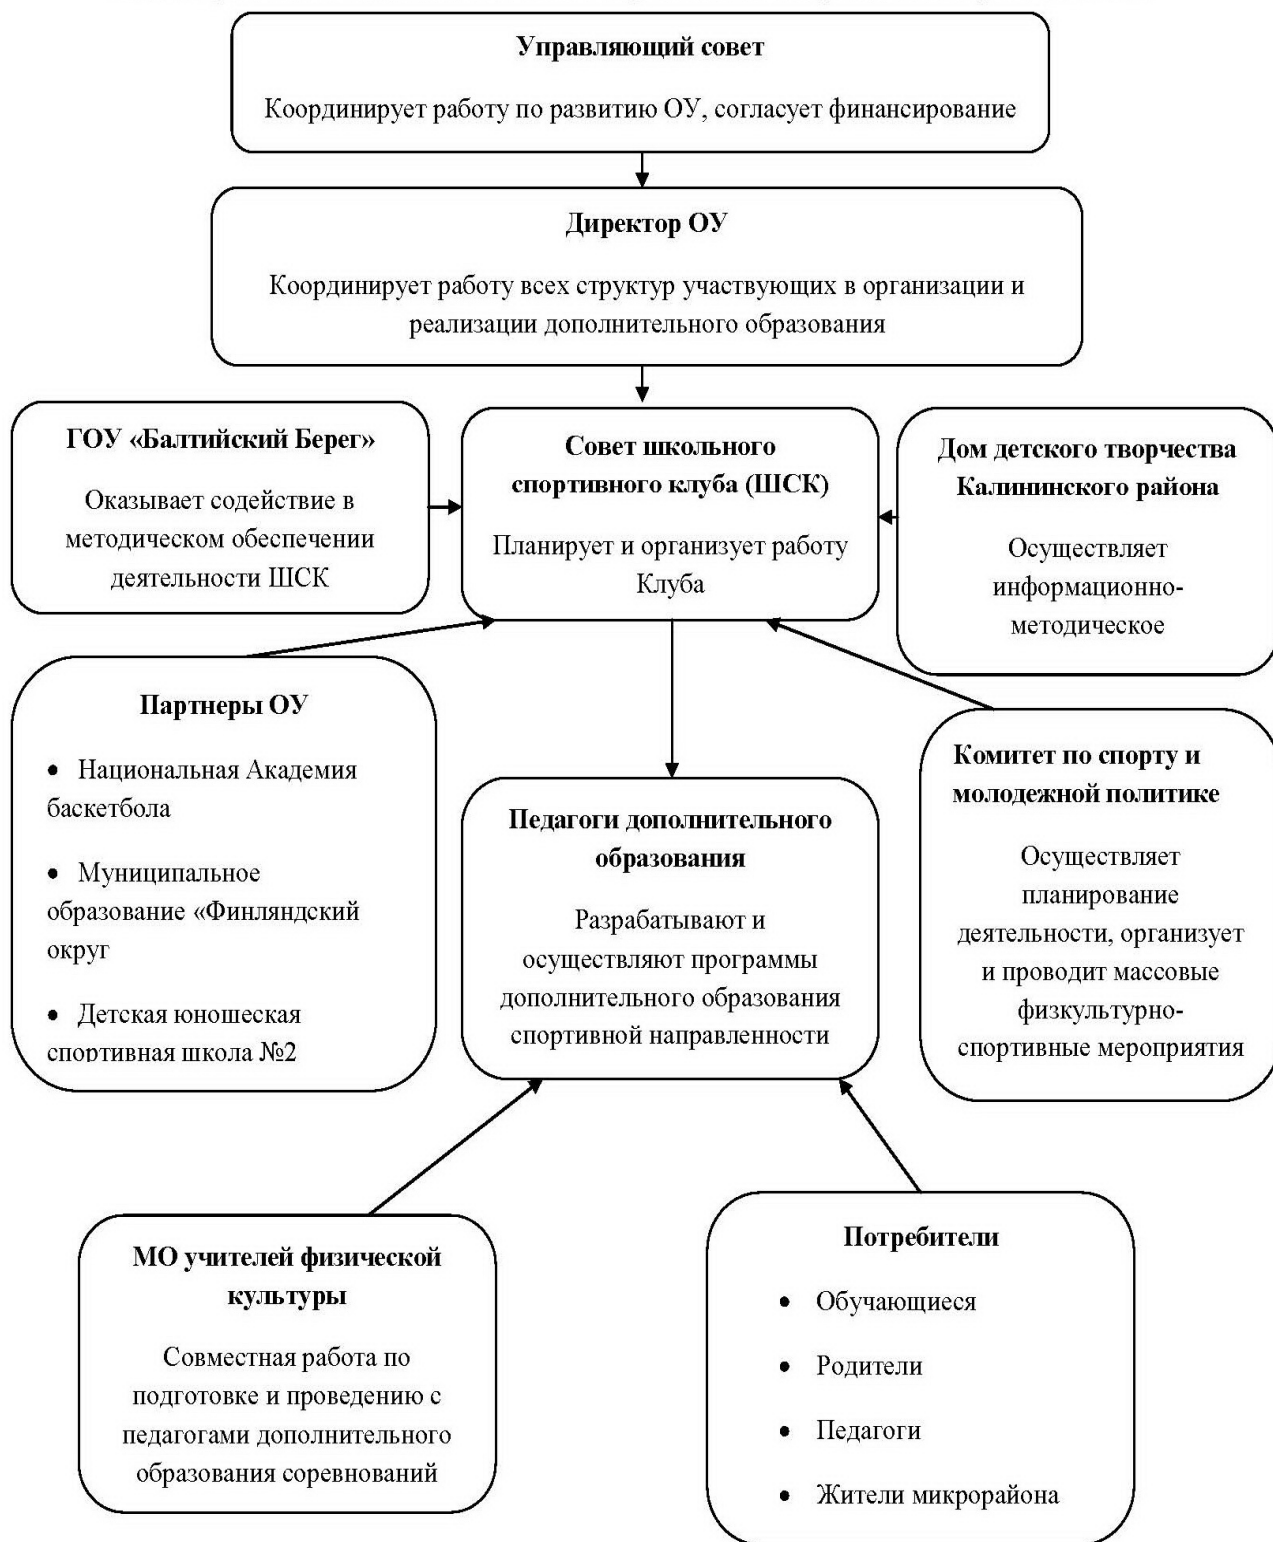 Управляющий совет
Координирует работу по развитию ОУ, согласует финансирование
Директор ОУ
Координирует работу всех структур участвующих в организации и
реализации дополнительного образования
ГОУ «Балтийский Берег»
Оказывает содействие в
методическом обеспечении
деятельности ШСК
Совет школьного
спортивного клуба (ШСК)
Планирует и организует работу
Клуба
Дом детского творчества
Калининского района
Осуществляет
информационно-
методическое
Партнеры ОУ
• Национальная Академия
баскетбола
• Муниципальное
образование «Финляндский
округ
• Детская юношеская
спортивная школа №2
Педагоги дополнительного
образования
Разрабатывают и
осуществляют программы
дополнительного образования
спортивной направленности
Комитет по спорту и
молодежной политике
Осуществляет
планирование
деятельности, организует
и проводит массовые
физкультурно-
спортивные мероприятия
МО учителей физической
культуры
Совместная работа по
подготовке и проведению с
педагогами дополнительного
образования соревнований
Потребители
• Обучающиеся
• Родители
• Педагоги
• Жители микрорайона